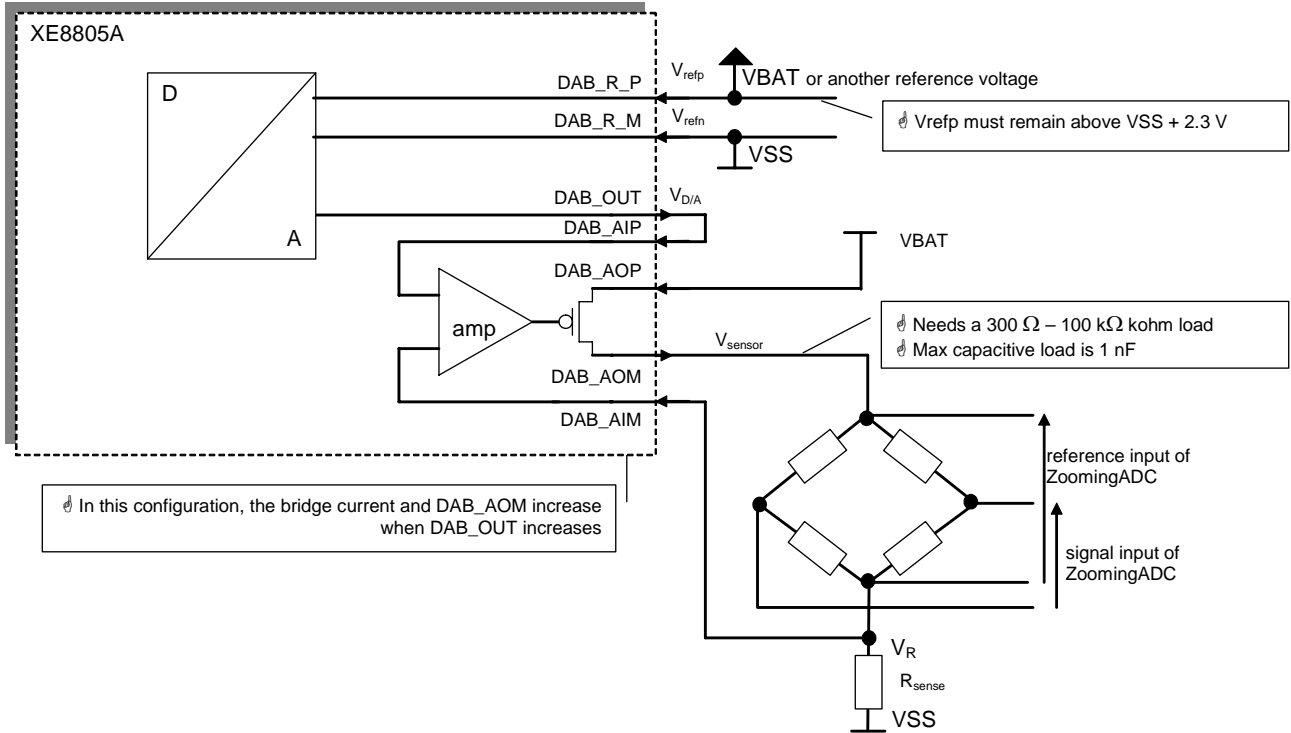 XE8805A
D
A
DAB_R_P
Vrefp
VBAT or another reference voltage
☝ Vrefp must remain above VSS + 2.3 V
DAB_R_M
Vrefn
VSS
DAB_OUT
VD/A
DAB_AIP
VBAT
DAB_AOP
amp
☝ Needs a 300 Ω – 100 kΩ kohm load
☝ Max capacitive load is 1 nF
Vsensor
DAB_AOM
DAB_AIM
reference input of
ZoomingADC
☝ In this configuration, the bridge current and DAB_AOM increase
when DAB_OUT increases
signal input of
ZoomingADC
VR
Rsense
VSS